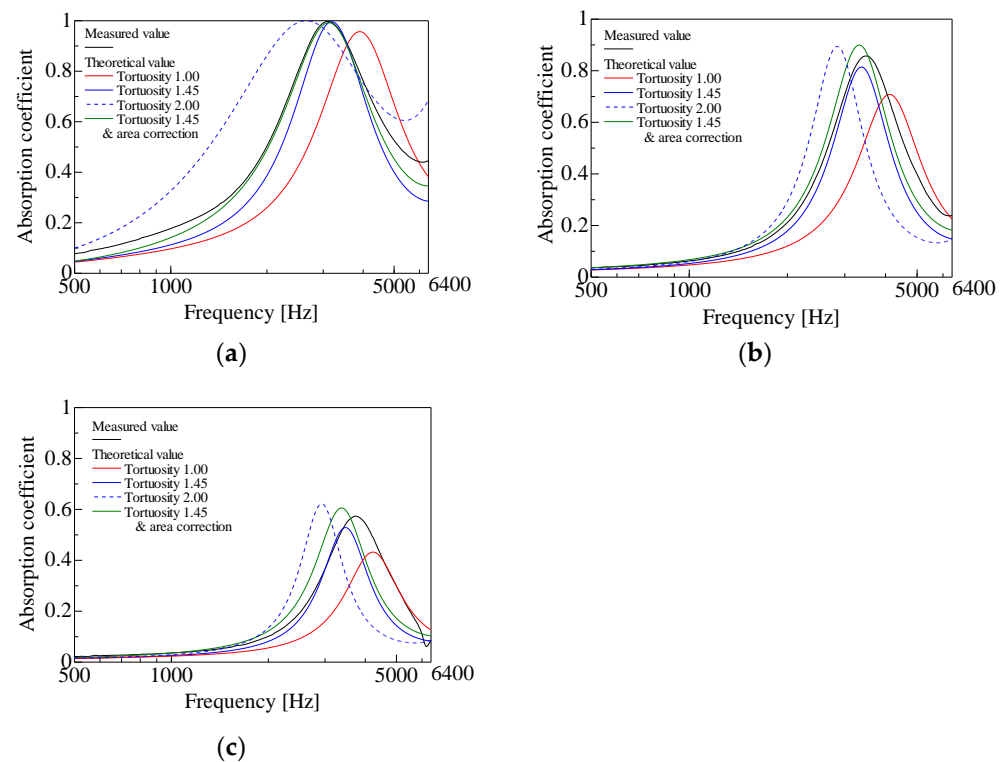 Absorption coefficient
1
0.8
0.6
0.4
0.2
0
Measured value
Theoretical value
Tortuosity 1.00
Tortuosity 1.45
Tortuosity 2.00
Tortuosity 1.45
& area correction
500
1000
5000
6400
Frequency [Hz]
(a)
Absorption coefficient
1
0.8
0.6
0.4
0.2
0
Measured value
Theoretical value
Tortuosity 1.00
Tortuosity 1.45
Tortuosity 2.00
Tortuosity 1.45
& area correction
500
1000
5000
6400
Frequency [Hz]
(b)
Absorption coefficient
1
0.8
0.6
0.4
0.2
0
Measured value
Theoretical value
Tortuosity 1.00
Tortuosity 1.45
Tortuosity 2.00
Tortuosity 1.45
& area correction
500
1000
5000
6400
Frequency [Hz]
(c)